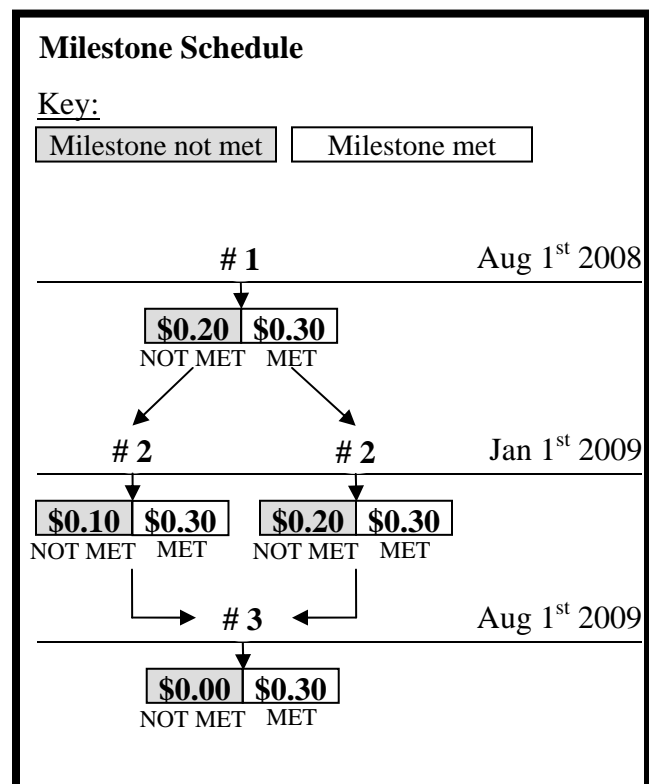 Milestone Schedule
Key:
Milestone not met Milestone met
# 1 Aug 1st 2008
$0.20 $0.30
NOT MET MET
# 2 # 2 Jan 1st 2009
$0.10 $0.30 $0.20 $0.30
NOT MET MET NOT MET MET
# 3 Aug 1st 2009
$0.00 $0.30
NOT MET MET